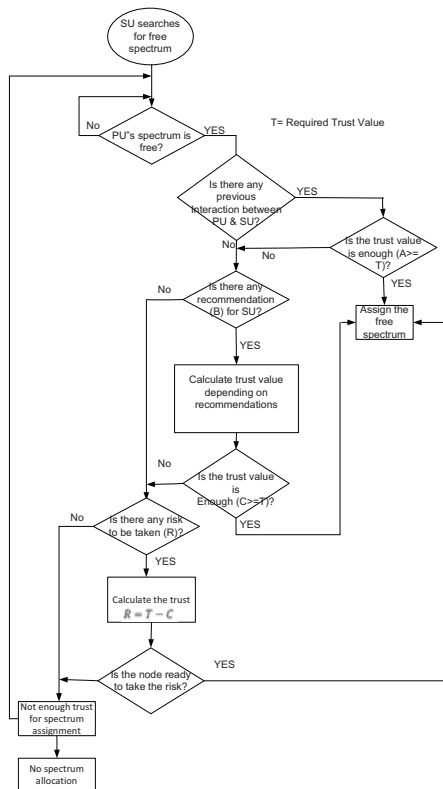 SU searches
for free
spectrum
No
PU"s spectrum is
free?
YES
T= Required Trust Value
Is there any
previous
interaction between
PU & SU?
YES
No
No
Is the trust value
is enough (A>=
T)?
YES
No
Is there any
recommendation
(B) for SU?
YES
Assign the
free
spectrum
Calculate trust value
depending on
recommendations
No
Is the trust value
is
Enough (C>=T)?
YES
No
Is there any risk
to be taken (R)?
YES
Calculate the trust
R = T − C
Is the node ready
to take the risk?
YES
Not enough trust
for spectrum
assignment
No spectrum
allocation